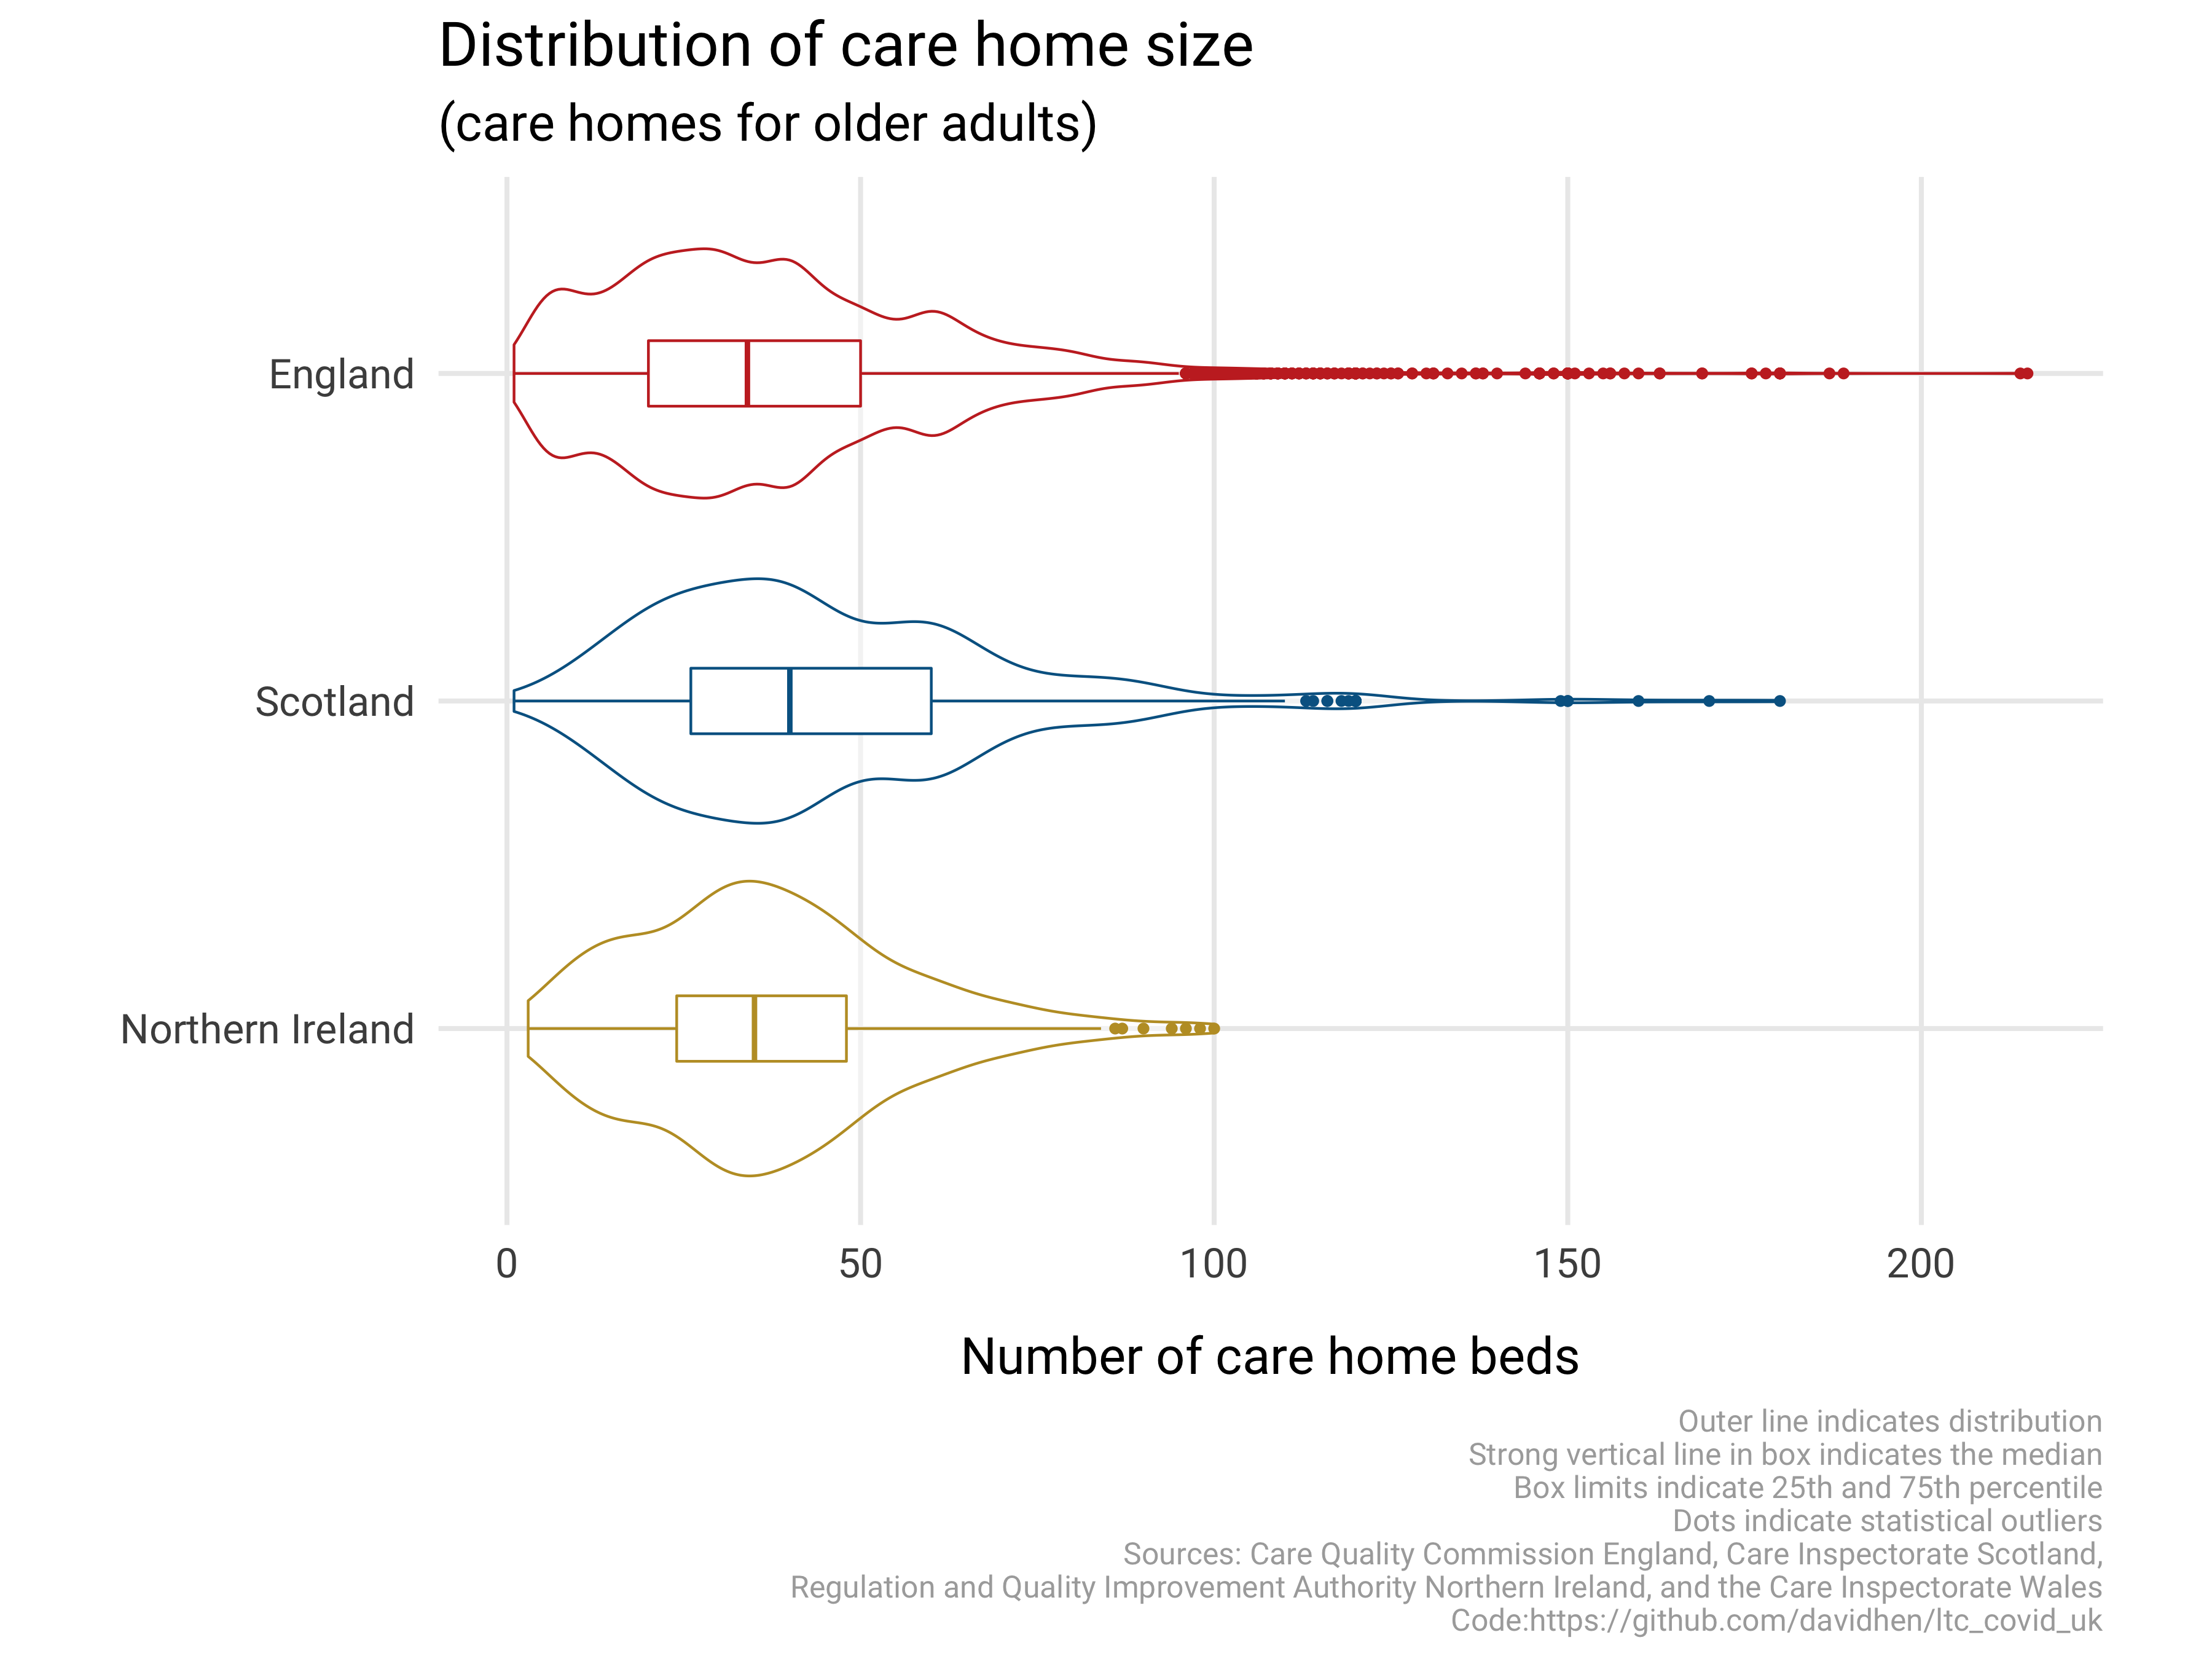 Distribution of care home size
(care homes for older adults)
England
Scotland
Northern Ireland
0 50 100 150 200
Number of care home beds
Outer line indicates distribution
Strong vertical line in box indicates the median
Box limits indicate 25th and 75th percentile
Dots indicate statistical outliers
Sources: Care Quality Commission England, Care Inspectorate Scotland,
Regulation and Quality Improvement Authority Northern Ireland, and the Care Inspectorate Wales
Code:https://github.com/davidhen/ltc_covid_uk